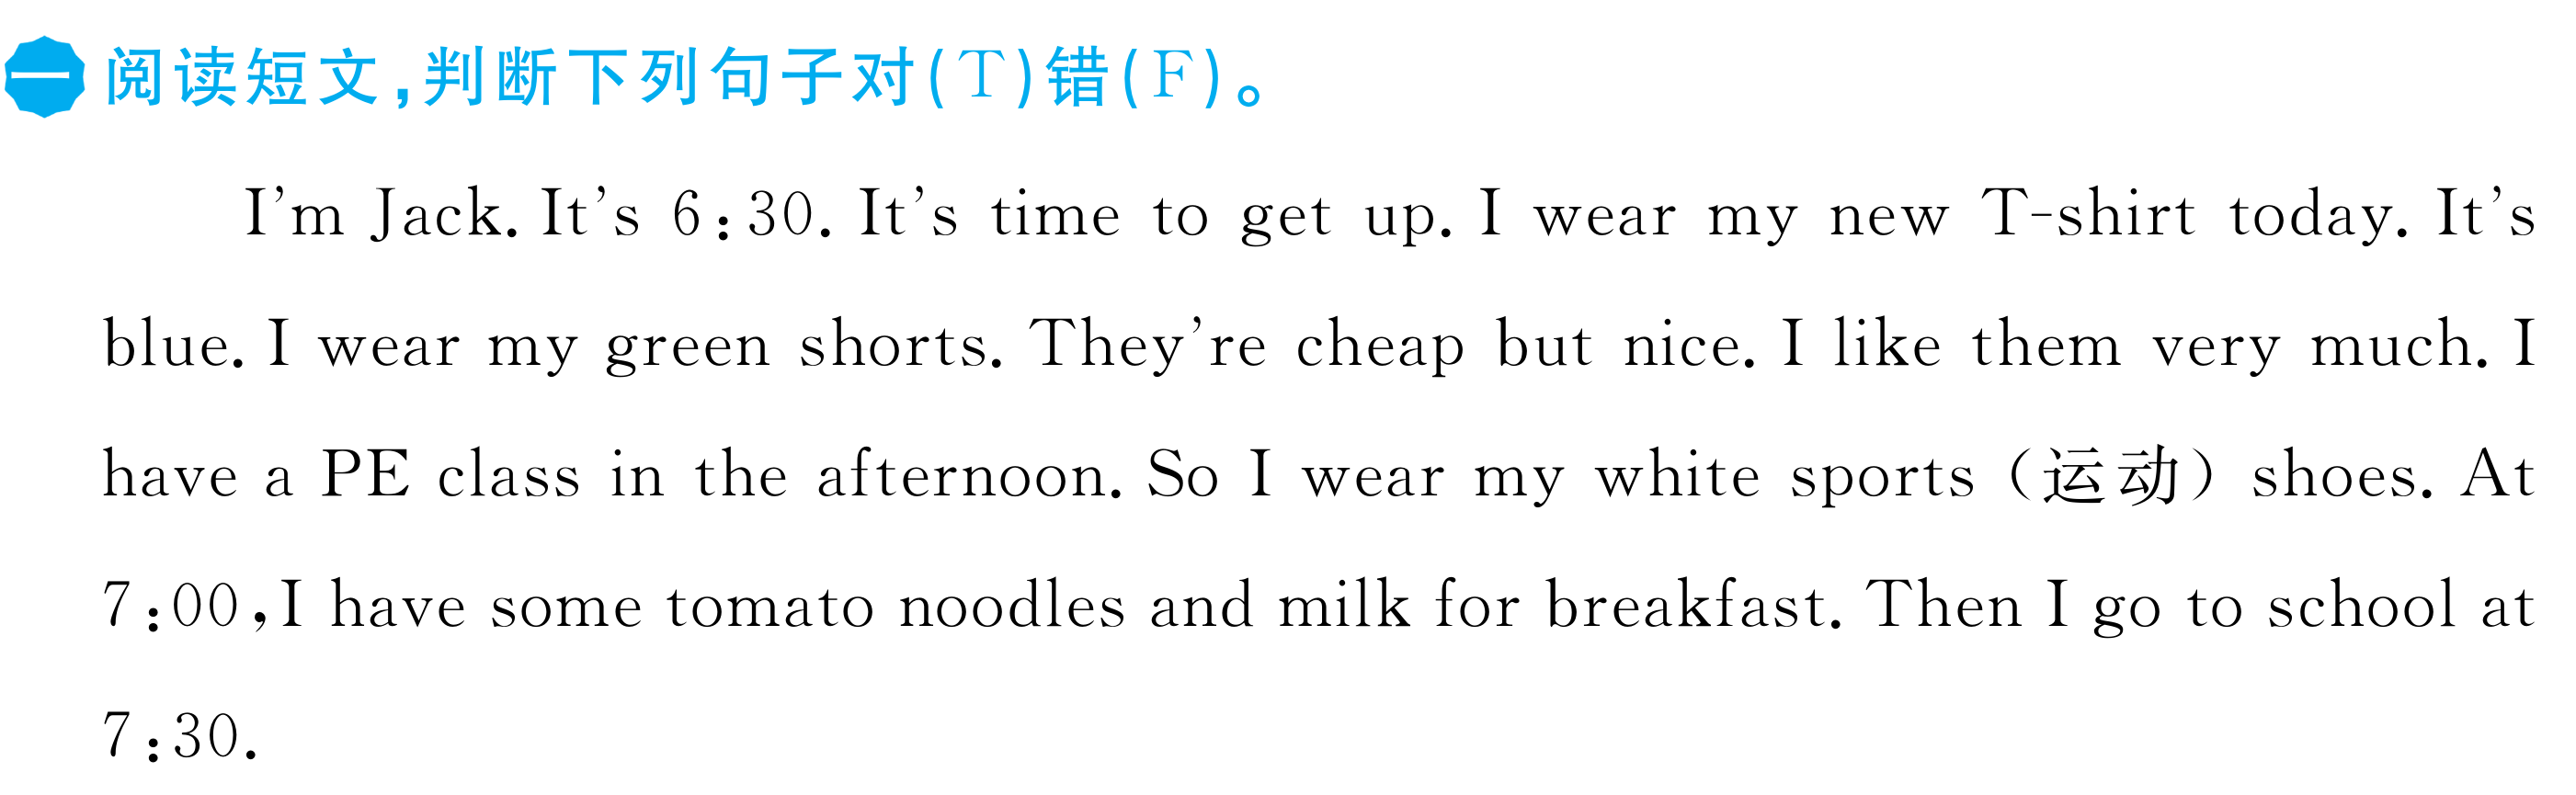 一 阅读短文,判断下列句子对(T)错(F)。
I'm Jack. It's 6:30. It's time to get up. I wear my new T-shirt today. It's
blue. I wear my green shorts. They're cheap but nice. I like them very much. I
have a PE class in the afternoon. So I wear my white sports（运动）shoes. At
7:00,I have some tomato noodles and milk for breakfast. Then I go to school at
7:30.